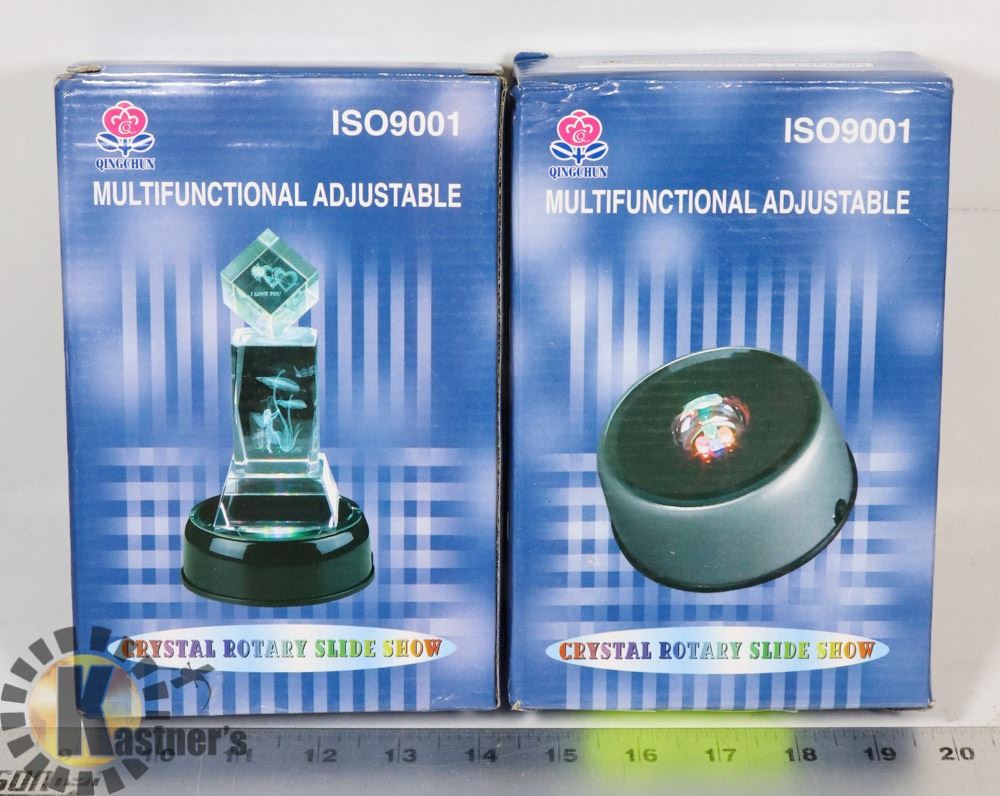 QINGCHUN
ISO9001
MULTIFUNCTIONAL ADJUSTABLE
I LOVE YOU
CRYSTAL ROTARY SLIDE SHOW
QINGCHUN
ISO9001
MULTIFUNCTIONAL ADJUSTABLE
CRYSTAL ROTARY SLIDE SHOW
Kastner's
11 12 13 14 15 16 17 18 19 20